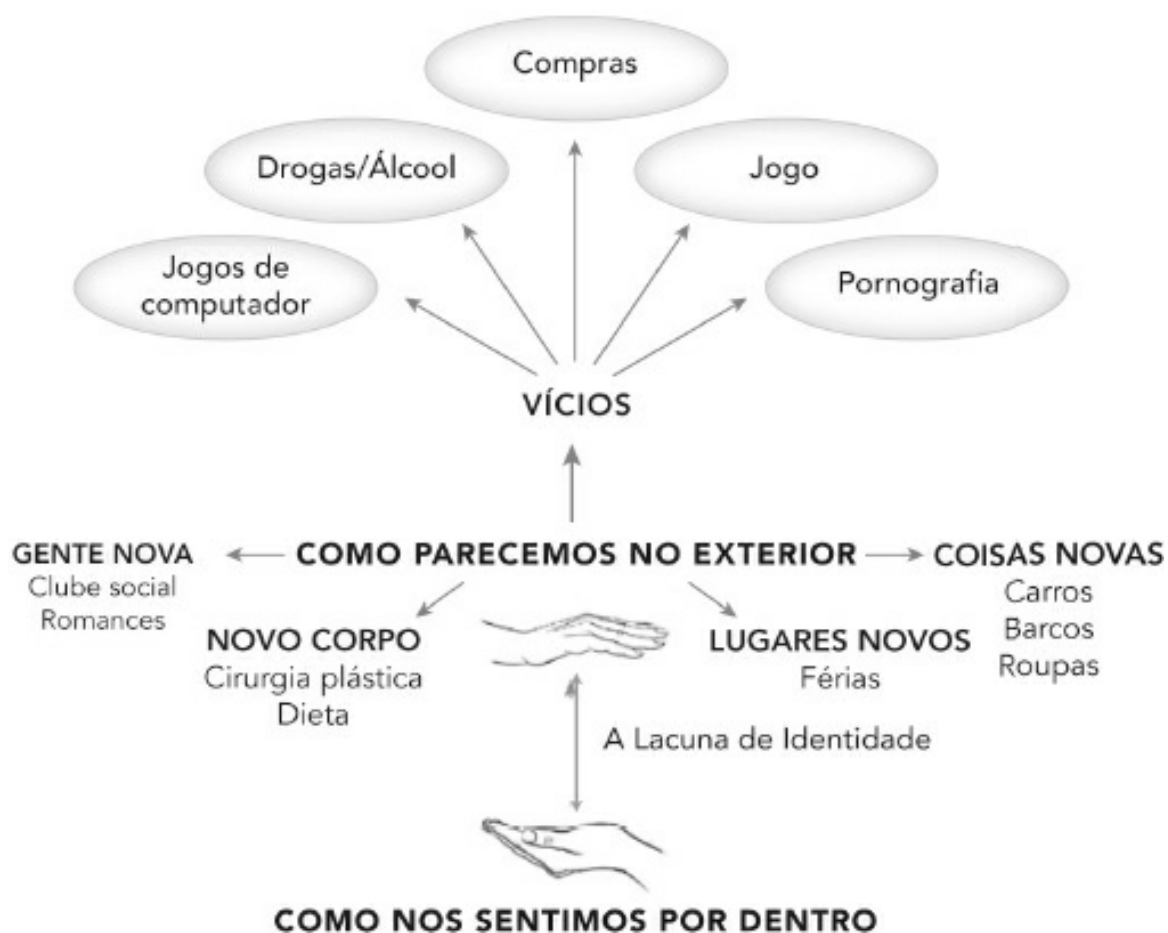 Compras
Drogas/Álcool
Jogo
Jogos de
computador
Pornografia
VÍCIOS
GENTE NOVA
Clube social
Romances
COMO PARECEMOS NO EXTERIOR
COISAS NOVAS
Carros
Barcos
Roupas
NOVO CORPO
Cirurgia plástica
Dieta
LUGARES NOVOS
Férias
A Lacuna de Identidade
COMO NOS SENTIMOS POR DENTRO